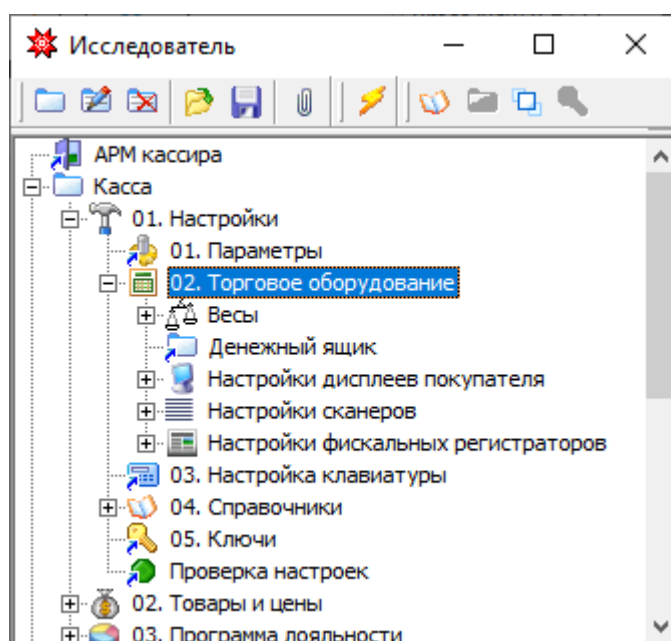 Исследователь
АРМ кассира
Касса
01. Настройки
01. Параметры
02. Торговое оборудование
Весы
Денежный ящик
Настройки дисплеев покупателя
Настройки сканеров
Настройки фискальных регистраторов
03. Настройка клавиатуры
04. Справочники
05. Ключи
Проверка настроек
02. Товары и цены
03. Программа лояльности